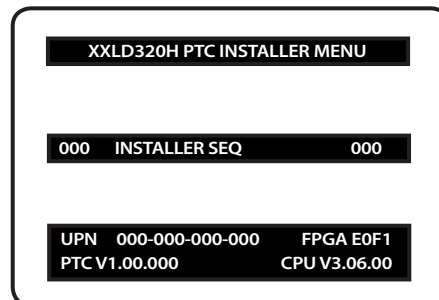 XXLD320H PTC INSTALLER MENU
000 INSTALLER SEQ 000
UPN 000-000-000-000 FPGA E0F1
PTC V1.00.000 CPU V3.06.00